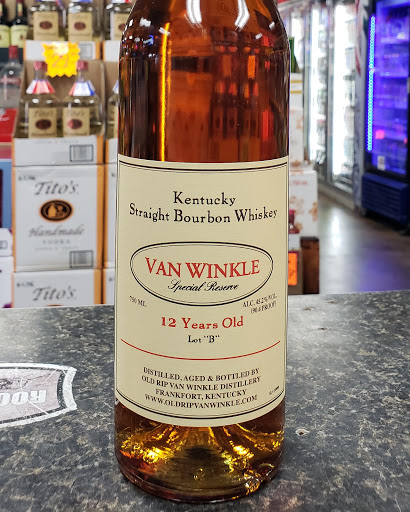 Kentucky
Straight Bourbon Whiskey
VAN WINKLE
Special Reserve
750 ML
ALC. 45.2% VOL.
(90.4 PROOF)
12 Years Old
Lot "B"
DISTILLED, AGED & BOTTLED BY
OLD RIP VAN WINKLE DISTILLERY
FRANKFORT, KENTUCKY
WWW.OLDRIPVANWINKLE.COM
Tito's
Handmade
VODKA
Tito's
ROU